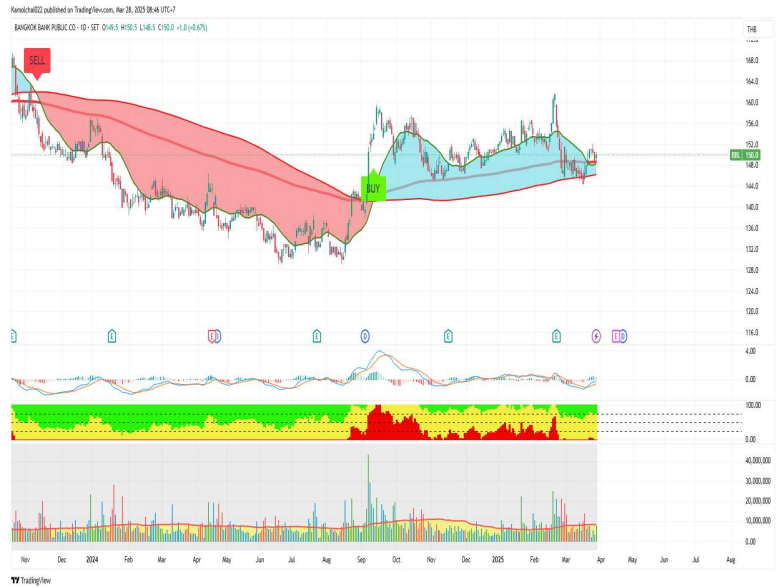 Kamolchai022 published on TradingView.com, Mar 28, 2025 08:46 UTC+7
BANGKOK BANK PUBLIC CO · 1D · SET O149.5 H150.5 L148.5 C150.0 +1.0 (+0.67%)
THB
168.0
SELL
164.0
160.0
156.0
152.0
BBL 150.0
148.0
BUY
144.0
140.0
136.0
132.0
128.0
124.0
120.0
116.0
E E E D E D E E E D
4.00
0.00
100.00
0.00
40,000,000
30,000,000
20,000,000
10,000,000
0.00
Nov Dec 2024 Feb Mar Apr May Jun Jul Aug Sep Oct Nov Dec 2025 Feb Mar Apr May Jun Jul Aug
TradingView